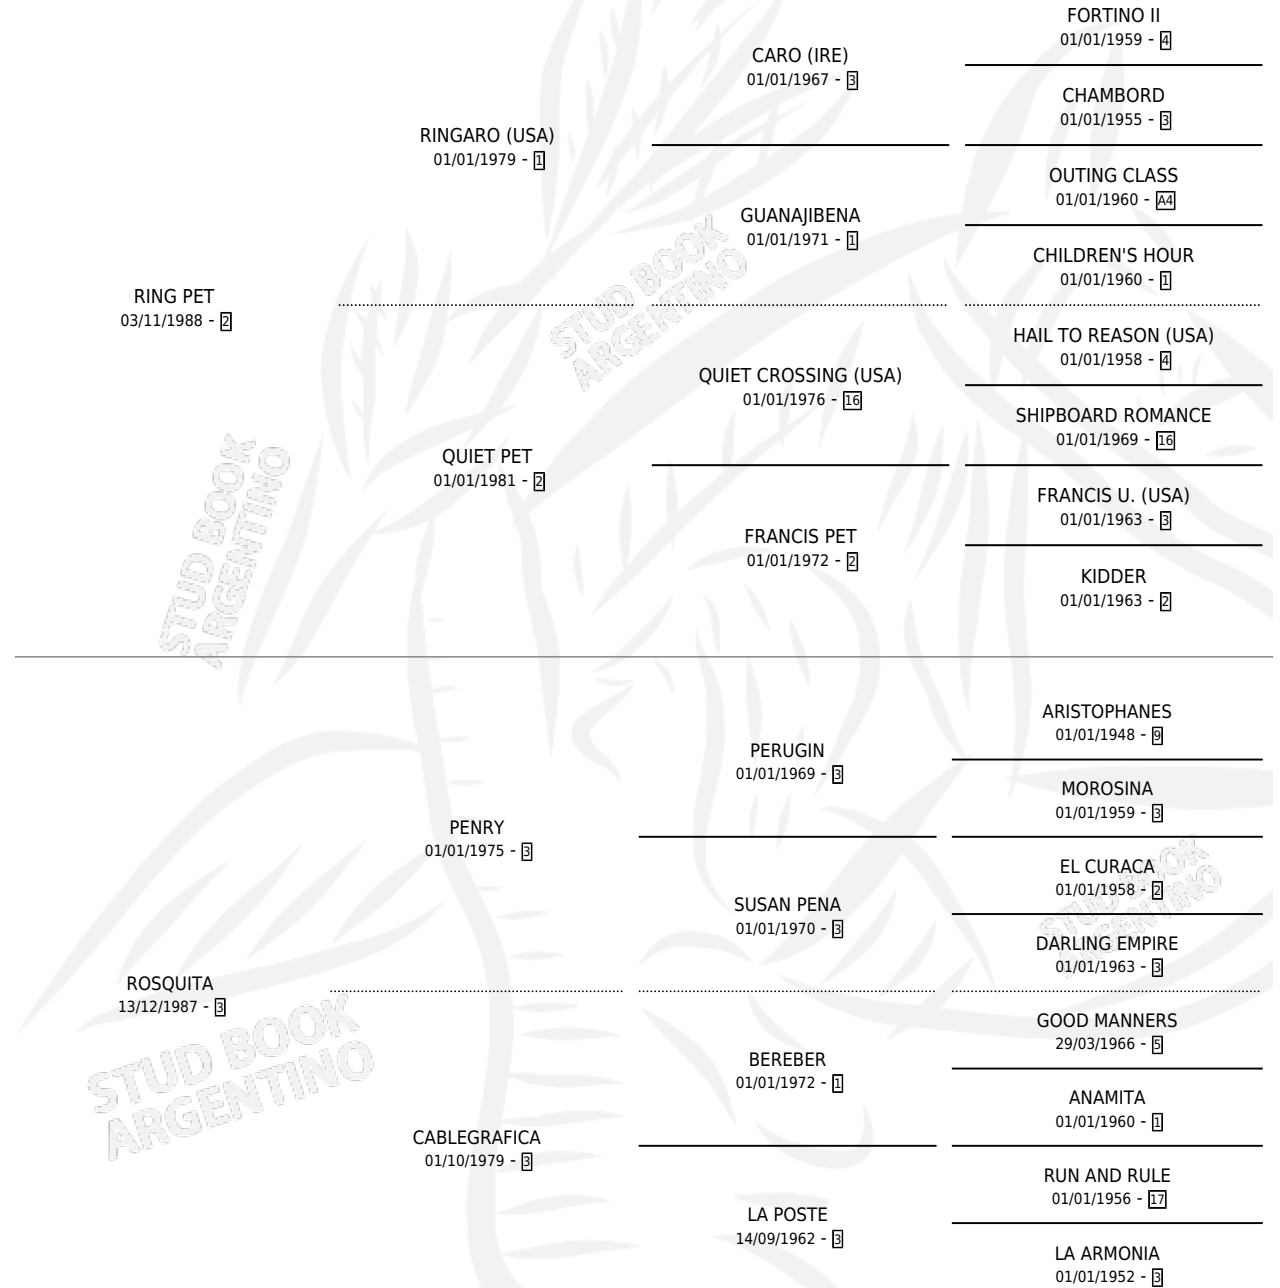 FORTINO II
01/01/1959 - 4
CARO (IRE)
01/01/1967 - 3
CHAMBORD
01/01/1955 - 3
RINGARO (USA)
01/01/1979 - 1
OUTING CLASS
01/01/1960 - A4
GUANAJIBENA
01/01/1971 - 1
CHILDREN'S HOUR
01/01/1960 - 1
STUD BOOK
ARGENTINO
RING PET
03/11/1988 - 2
HAIL TO REASON (USA)
01/01/1958 - 4
QUIET CROSSING (USA)
01/01/1976 - 16
SHIPBOARD ROMANCE
01/01/1969 - 16
QUIET PET
01/01/1981 - 2
FRANCIS U. (USA)
01/01/1963 - 3
FRANCIS PET
01/01/1972 - 2
KIDDER
01/01/1963 - 2
STUD BOOK
ARGENTINO
ARISTOPHANES
01/01/1948 - 9
PERUGIN
01/01/1969 - 3
MOROSINA
01/01/1959 - 3
PENRY
01/01/1975 - 3
EL CURACA
01/01/1958 - 2
SUSAN PENA
01/01/1970 - 3
DARLING EMPIRE
01/01/1963 - 3
STUD BOOK
ARGENTINO
ROSQUITA
13/12/1987 - 3
GOOD MANNERS
29/03/1966 - 5
BEREBER
01/01/1972 - 1
ANAMITA
01/01/1960 - 1
STUD BOOK
ARGENTINO
CABLEGRAFICA
01/10/1979 - 3
RUN AND RULE
01/01/1956 - 17
LA POSTE
14/09/1962 - 3
LA ARMONIA
01/01/1952 - 3